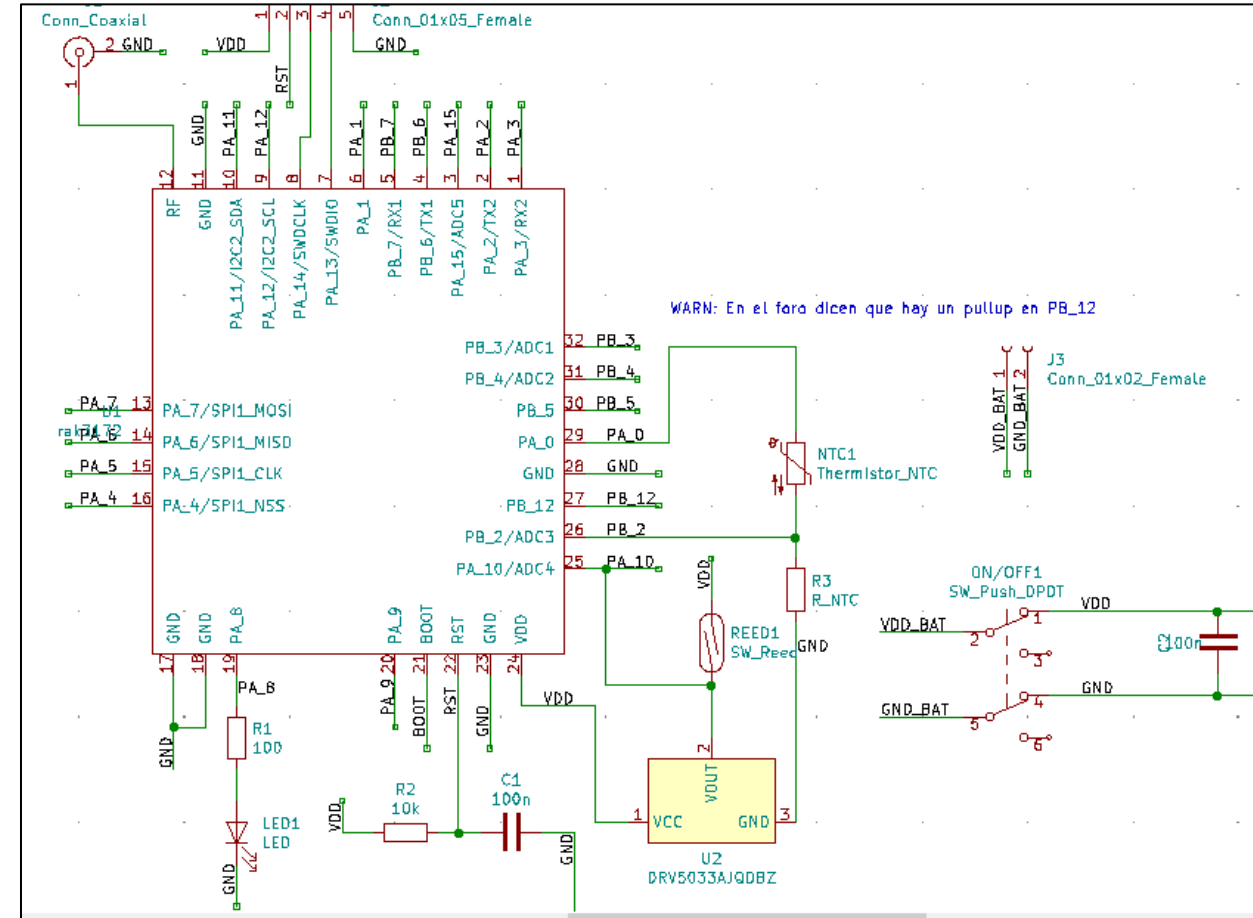 Conn_Coaxial
Conn_01x05_Female
1 2 3 4 5
2 GND
VDD
GND
1
RST
GND
PA_11
PA_12
PA_1
PB_7
PB_6
PA_15
PA_2
PA_3
12 11 10 9 8 7 6 5 4 3 2 1
RF
GND
PA_11/I2C2_SDA
PA_12/I2C2_SCL
PA_14/SWDCLK
PA_13/SWDIO
PA_1
PB_7/RX1
PB_6/TX1
PA_15/ADC5
PA_2/TX2
PA_3/RX2
WARN: En el foro dicen que hay un pullup en PB_12
PB_3/ADC1 32 PB_3
PB_4/ADC2 31 PB_4
PB_5 30 PB_5
PA_0 29 PA_0
GND 28 GND
PB_12 27 PB_12
PB_2/ADC3 26 PB_2
PA_10/ADC4 25 PA_10
PA_7 13 PA_7/SPI1_MOSI
PA_6 14 PA_6/SPI1_MISO
PA_5 15 PA_5/SPI1_CLK
PA_4 16 PA_4/SPI1_NSS
J3
Conn_01x02_Female
1 2
VDD_BAT
GND_BAT
NTC1
Thermistor_NTC
R3
R_NTC
GND
VDD
REED1
SW_Reed
ON/OFF1
SW_Push_DPDT
VDD_BAT 2
1 VDD
3
GND_BAT 5
4 GND
6
100n
GND
GND
PA_8
PA_9
BOOT
RST
GND
VDD
17 18 19 20 21 22 23 24
PA_8
PA_9
BOOT
RST
GND
VDD
GND
R1
100
LED1
LED
GND
VDD
R2
10k
C1
100n
GND
2
VOUT
1 VCC
GND 3
U2
DRV5033AJQDBZ